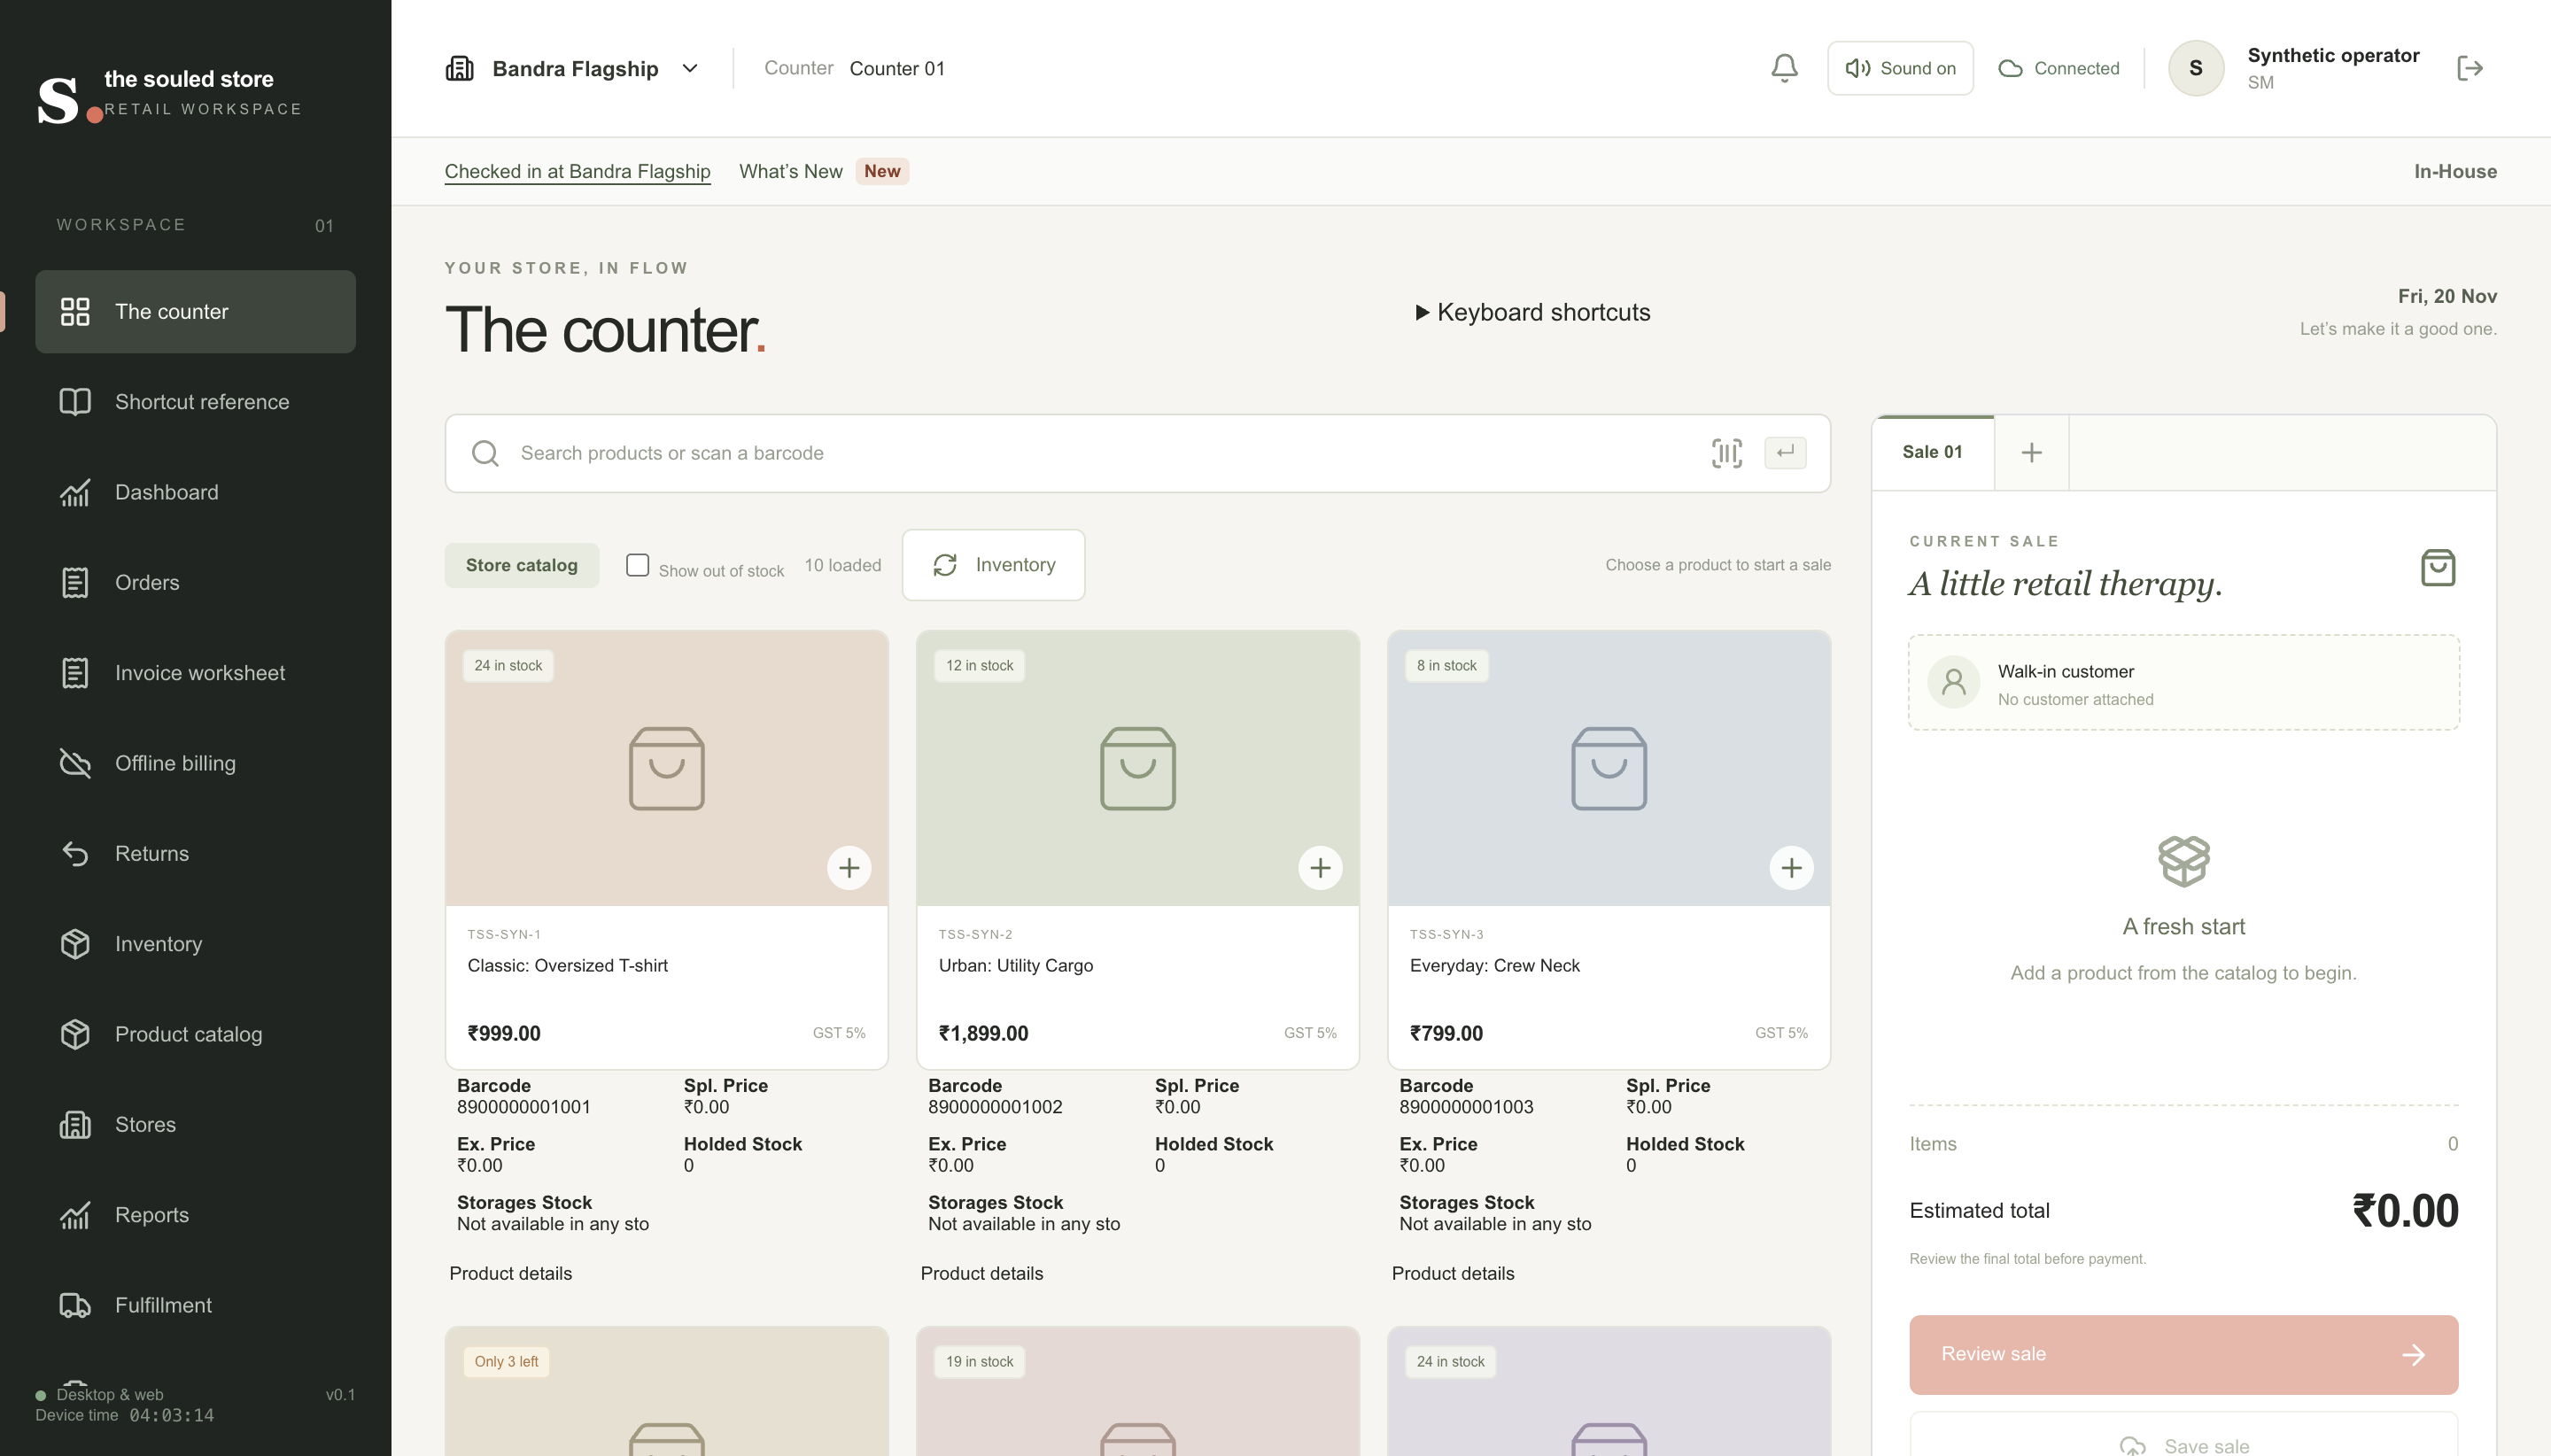 S.
the souled store
RETAIL WORKSPACE
WORKSPACE 01
The counter
Shortcut reference
Dashboard
Orders
Invoice worksheet
Offline billing
Returns
Inventory
Product catalog
Stores
Reports
Fulfillment
Desktop & web v0.1
Device time 04:03:14
Bandra Flagship
Counter Counter 01
Sound on
Connected
S
Synthetic operator
SM
Checked in at Bandra Flagship
What’s New New
In-House
YOUR STORE, IN FLOW
The counter.
Keyboard shortcuts
Fri, 20 Nov
Let’s make it a good one.
Search products or scan a barcode
Store catalog
Show out of stock
10 loaded
Inventory
Choose a product to start a sale
24 in stock
TSS-SYN-1
Classic: Oversized T-shirt
₹999.00 GST 5%
Barcode
8900000001001
Spl. Price
₹0.00
Ex. Price
₹0.00
Holded Stock
0
Storages Stock
Not available in any sto
Product details
12 in stock
TSS-SYN-2
Urban: Utility Cargo
₹1,899.00 GST 5%
Barcode
8900000001002
Spl. Price
₹0.00
Ex. Price
₹0.00
Holded Stock
0
Storages Stock
Not available in any sto
Product details
8 in stock
TSS-SYN-3
Everyday: Crew Neck
₹799.00 GST 5%
Barcode
8900000001003
Spl. Price
₹0.00
Ex. Price
₹0.00
Holded Stock
0
Storages Stock
Not available in any sto
Product details
Only 3 left
19 in stock
24 in stock
Sale 01
CURRENT SALE
A little retail therapy.
Walk-in customer
No customer attached
A fresh start
Add a product from the catalog to begin.
Items 0
Estimated total ₹0.00
Review the final total before payment.
Review sale
Save sale